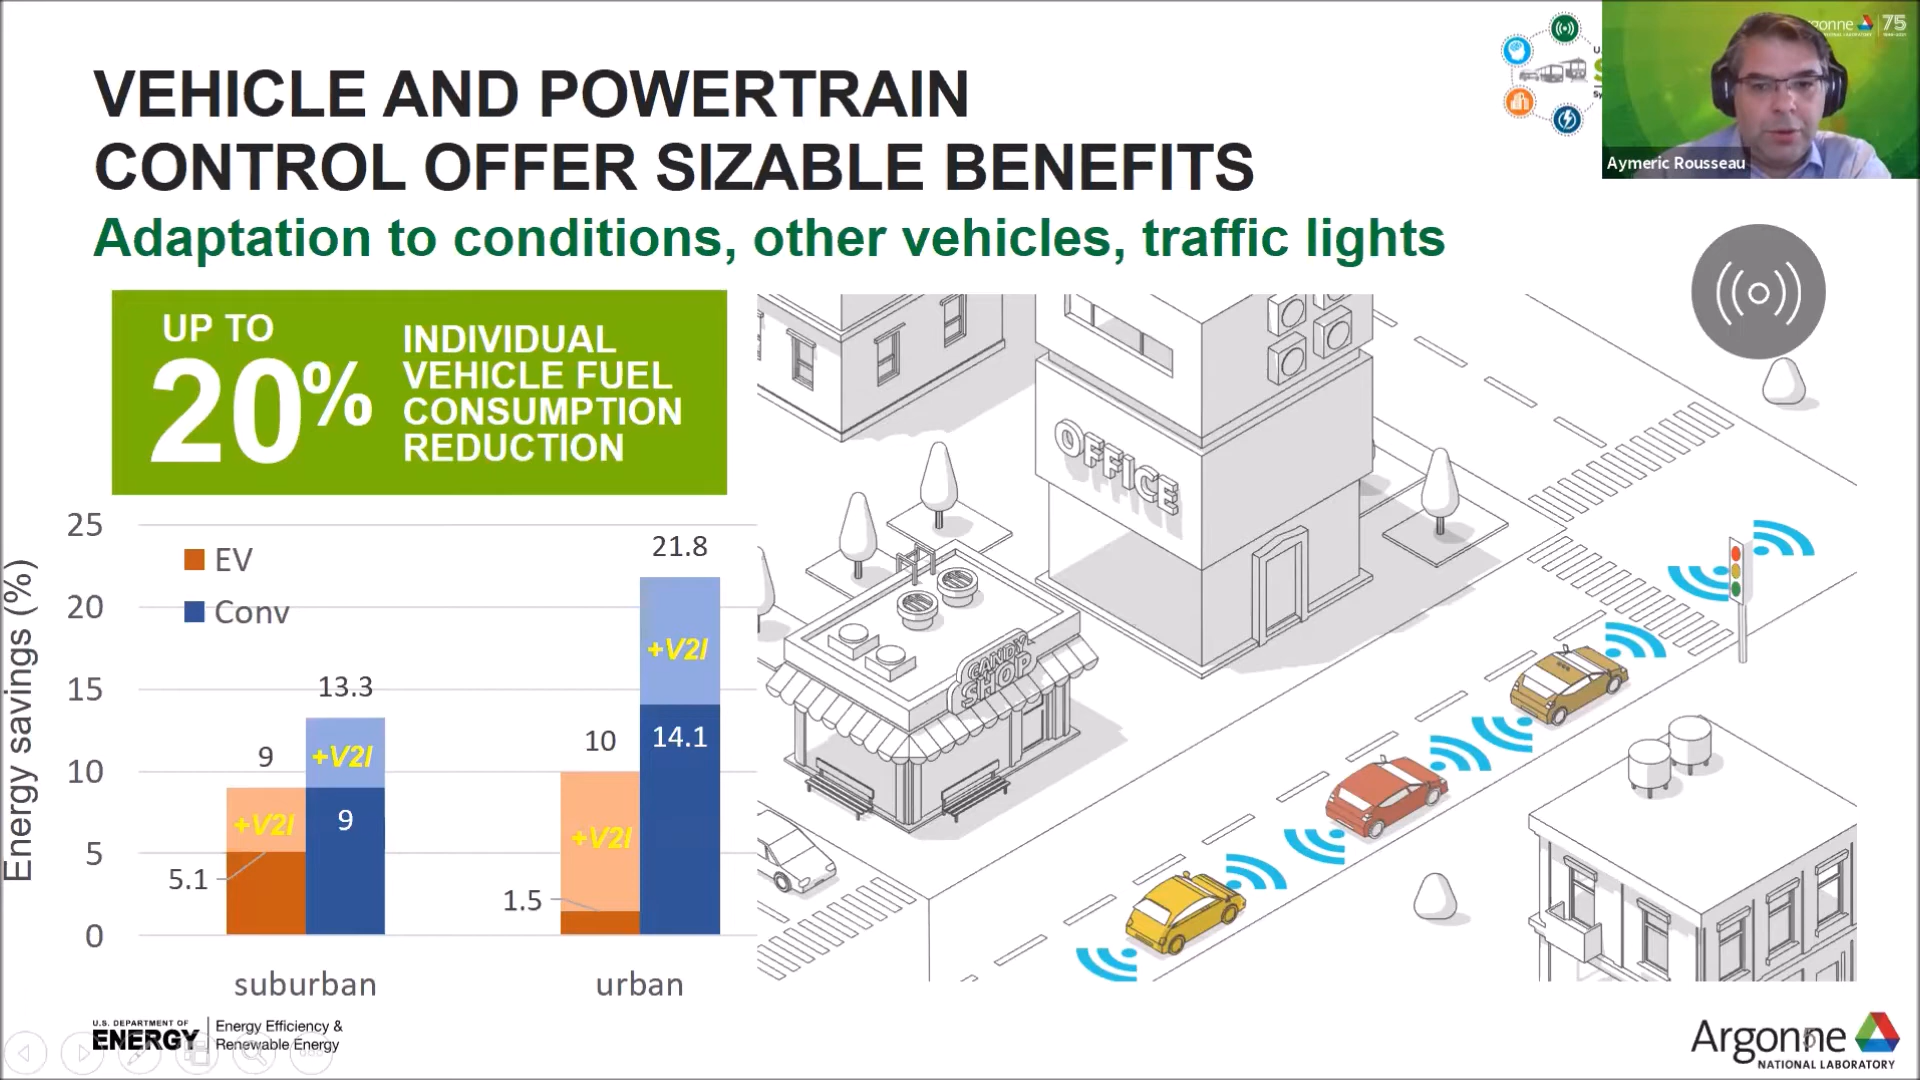 VEHICLE AND POWERTRAIN
CONTROL OFFER SIZABLE BENEFITS
Adaptation to conditions, other vehicles, traffic lights
Argonne
75
Aymeric Rousseau
UP TO
20%
INDIVIDUAL
VEHICLE FUEL
CONSUMPTION
REDUCTION
Energy savings (%)
25
20
15
10
5
0
EV
Conv
5.1
+V2I
9
9
+V2I
13.3
1.5
+V2I
10
14.1
+V2I
21.8
suburban
urban
OFFICE
CANDY
SHOP
U.S. DEPARTMENT OF
ENERGY
Energy Efficiency &
Renewable Energy
Argonne
NATIONAL LABORATORY